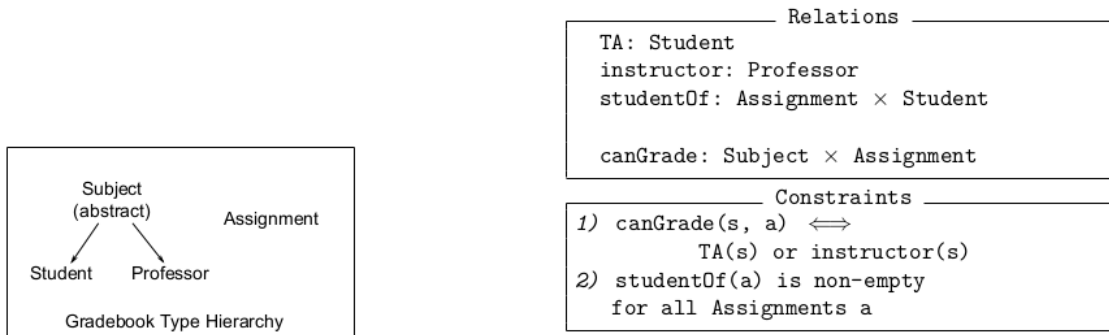 Subject
(abstract)
Assignment
Student Professor
Gradebook Type Hierarchy
Relations
TA: Student
instructor: Professor
studentOf: Assignment × Student
canGrade: Subject × Assignment
Constraints
1) canGrade(s, a) ⟺
TA(s) or instructor(s)
2) studentOf(a) is non-empty
for all Assignments a